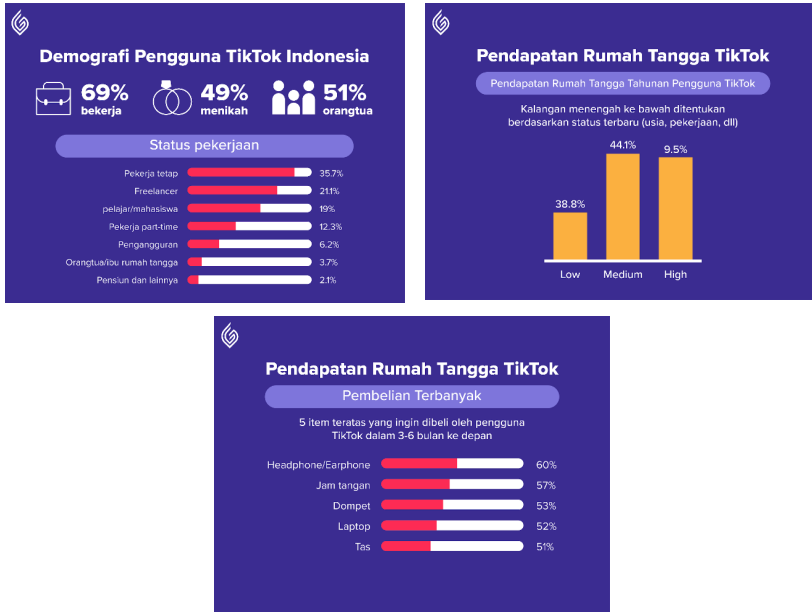 Demografi Pengguna TikTok Indonesia
69%
bekerja
49%
menikah
51%
orangtua
Status pekerjaan
Pekerja tetap 35.7%
Freelancer 21.1%
pelajar/mahasiswa 19%
Pekerja part-time 12.3%
Pengangguran 6.2%
Orangtua/ibu rumah tangga 3.7%
Pensiun dan lainnya 2.1%
Pendapatan Rumah Tangga TikTok
Pendapatan Rumah Tangga Tahunan Pengguna TikTok
Kalangan menengah ke bawah ditentukan
berdasarkan status terbaru (usia, pekerjaan, dll)
38.8% 44.1% 9.5%
Low Medium High
Pendapatan Rumah Tangga TikTok
Pembelian Terbanyak
5 item teratas yang ingin dibeli oleh pengguna
TikTok dalam 3-6 bulan ke depan
Headphone/Earphone 60%
Jam tangan 57%
Dompet 53%
Laptop 52%
Tas 51%